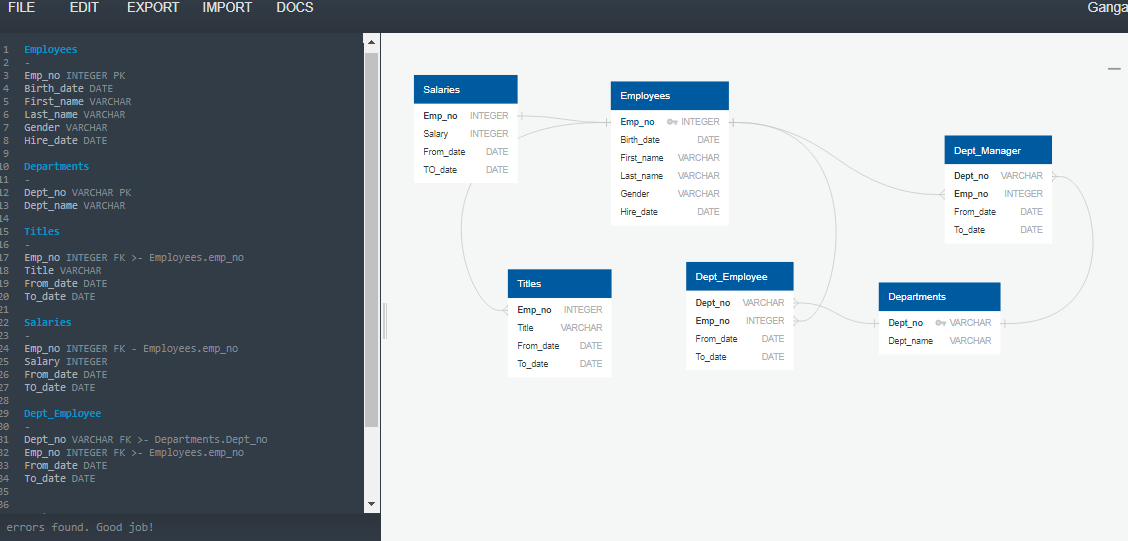 FILE EDIT EXPORT IMPORT DOCS Ganga
1 Employees
2 -
3 Emp_no INTEGER PK
4 Birth_date DATE
5 First_name VARCHAR
6 Last_name VARCHAR
7 Gender VARCHAR
8 Hire_date DATE
9
10 Departments
11 -
12 Dept_no VARCHAR PK
13 Dept_name VARCHAR
14
15 Titles
16 -
17 Emp_no INTEGER FK >- Employees.emp_no
18 Title VARCHAR
19 From_date DATE
20 To_date DATE
21
22 Salaries
23 -
24 Emp_no INTEGER FK - Employees.emp_no
25 Salary INTEGER
26 From_date DATE
27 TO_date DATE
28
29 Dept_Employee
30 -
31 Dept_no VARCHAR FK >- Departments.Dept_no
32 Emp_no INTEGER FK >- Employees.emp_no
33 From_date DATE
34 To_date DATE
35
36
errors found. Good job!
Salaries
Emp_no INTEGER
Salary INTEGER
From_date DATE
TO_date DATE
Employees
Emp_no INTEGER
Birth_date DATE
First_name VARCHAR
Last_name VARCHAR
Gender VARCHAR
Hire_date DATE
Dept_Manager
Dept_no VARCHAR
Emp_no INTEGER
From_date DATE
To_date DATE
Titles
Emp_no INTEGER
Title VARCHAR
From_date DATE
To_date DATE
Dept_Employee
Dept_no VARCHAR
Emp_no INTEGER
From_date DATE
To_date DATE
Departments
Dept_no VARCHAR
Dept_name VARCHAR